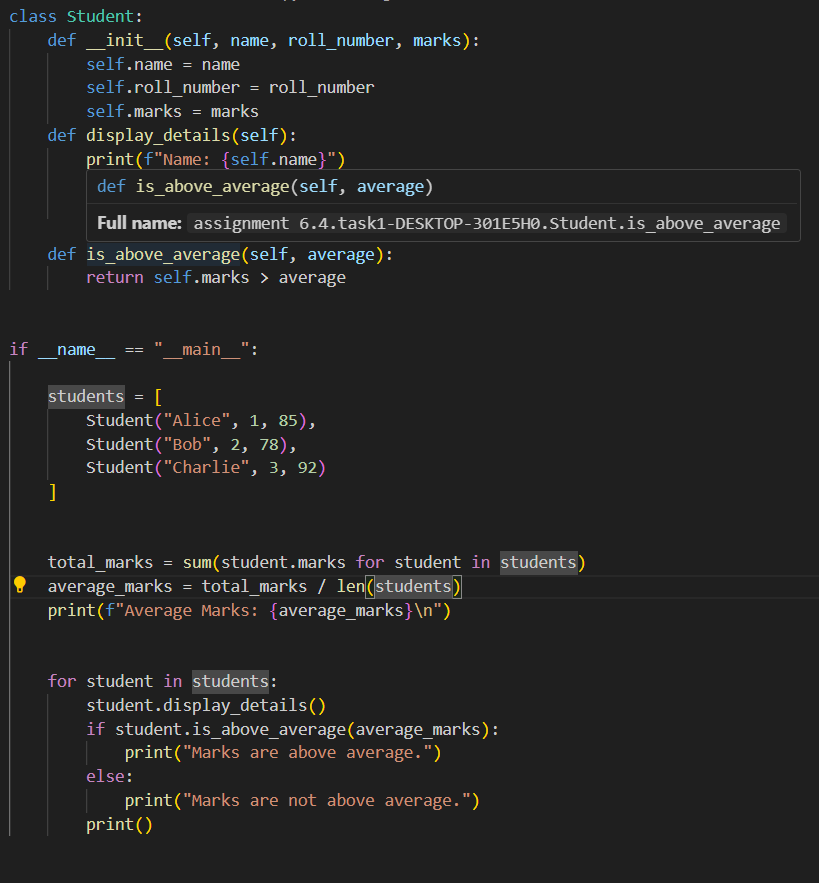 class Student:
    def __init__(self, name, roll_number, marks):
        self.name = name
        self.roll_number = roll_number
        self.marks = marks
    def display_details(self):
        print(f"Name: {self.name}")
def is_above_average(self, average)
Full name: assignment 6.4.task1-DESKTOP-301E5H0.Student.is_above_average
    def is_above_average(self, average):
        return self.marks > average
if __name__ == "__main__":
    students = [
        Student("Alice", 1, 85),
        Student("Bob", 2, 78),
        Student("Charlie", 3, 92)
    ]
    total_marks = sum(student.marks for student in students)
    average_marks = total_marks / len(students)
    print(f"Average Marks: {average_marks}\n")
    for student in students:
        student.display_details()
        if student.is_above_average(average_marks):
            print("Marks are above average.")
        else:
            print("Marks are not above average.")
        print()